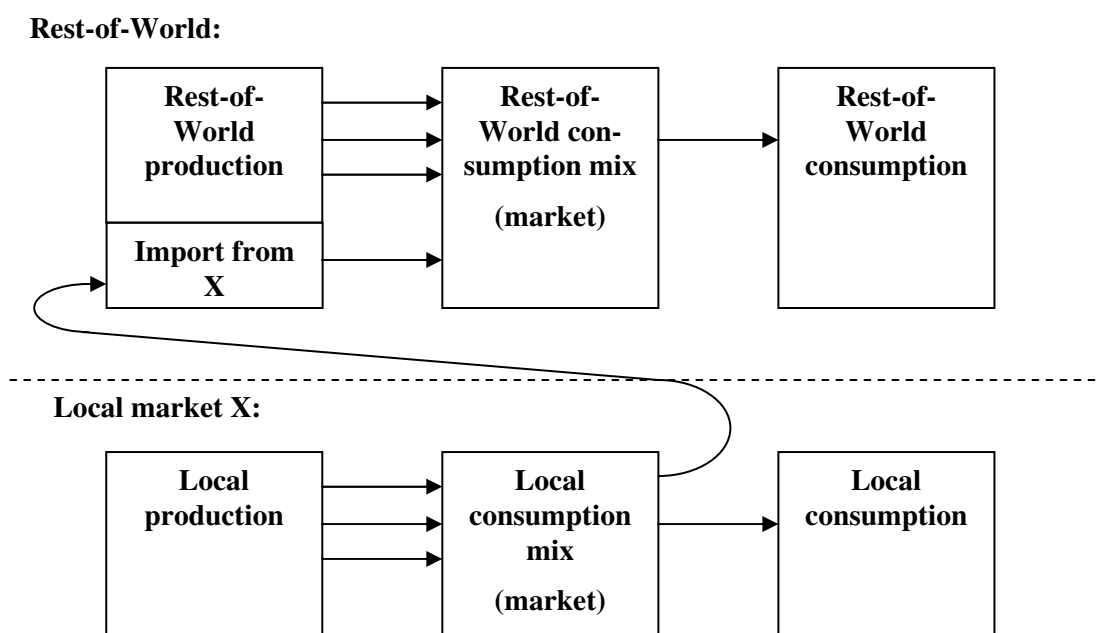 Rest-of-World:
Rest-of-
World
production
Rest-of-
World con-
sumption mix
(market)
Rest-of-
World
consumption
Import from
X
Local market X:
Local
production
Local
consumption
mix
(market)
Local
consumption